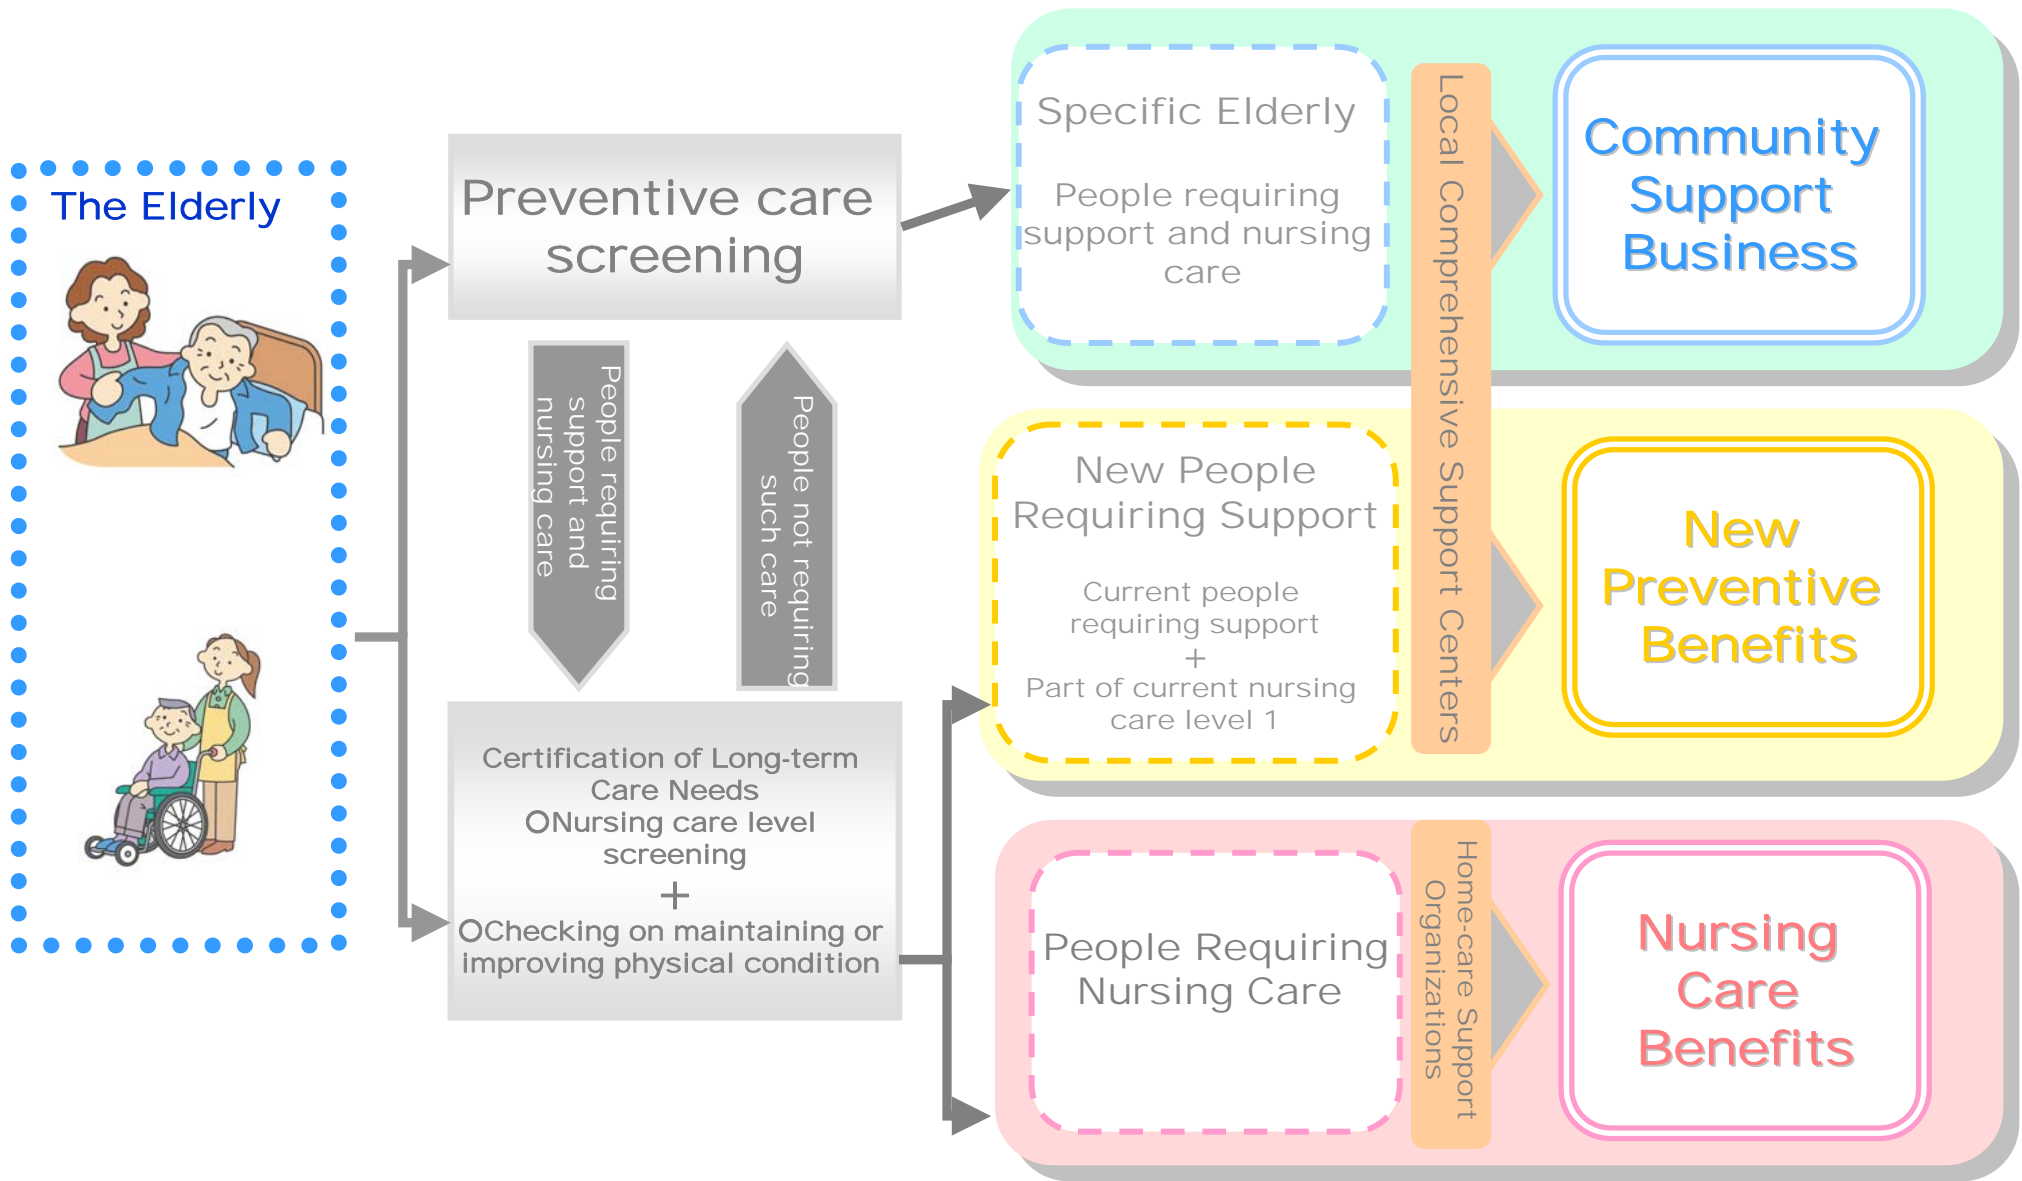 The Elderly
Preventive care
screening
People requiring
support and
nursing care
People not requiring
such care
Certification of Long-term
Care Needs
○Nursing care level
screening
+
○Checking on maintaining or
improving physical condition
Specific Elderly
People requiring
support and nursing
care
Local Comprehensive Support Centers
Community
Support
Business
New People
Requiring Support
Current people
requiring support
+
Part of current nursing
care level 1
New
Preventive
Benefits
People Requiring
Nursing Care
Home-care Support
Organizations
Nursing
Care
Benefits